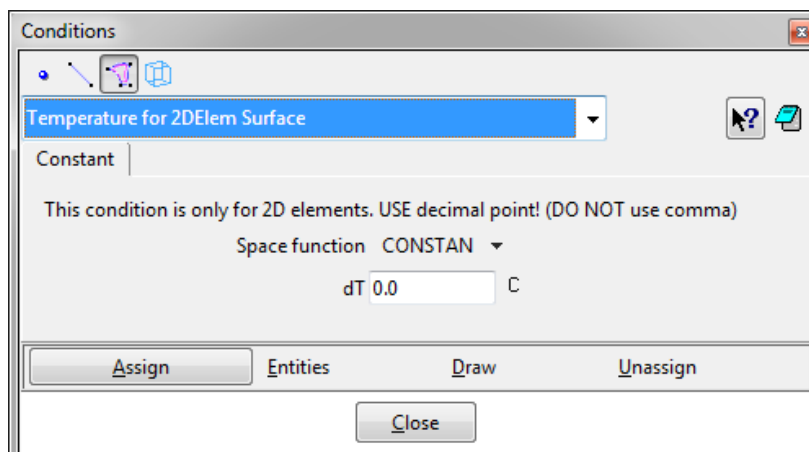 Conditions
Temperature for 2DElem Surface
Constant
This condition is only for 2D elements. USE decimal point! (DO NOT use comma)
Space function CONSTAN
dT 0.0 C
Assign Entities Draw Unassign
Close